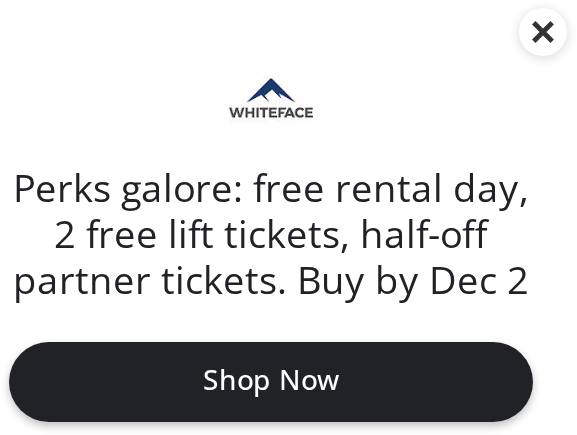 WHITEFACE
Perks galore: free rental day,
2 free lift tickets, half-off
partner tickets. Buy by Dec 2
Shop Now